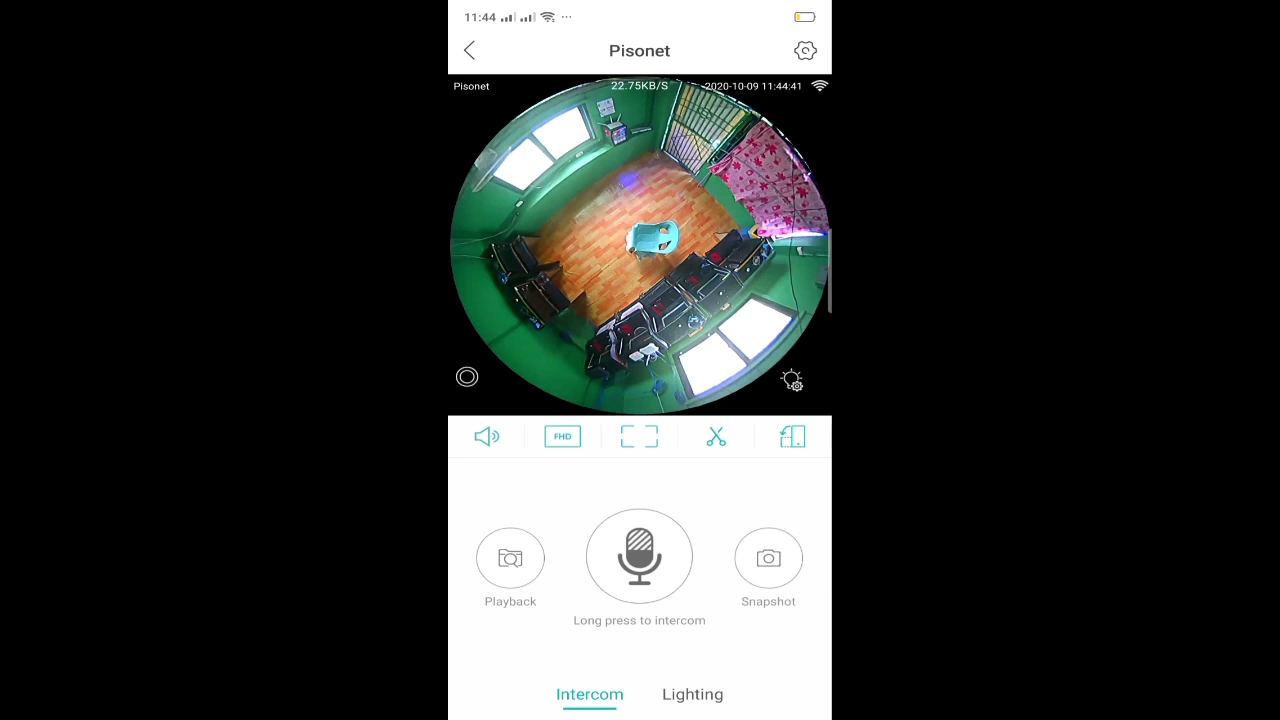 11:44
Pisonet
Pisonet 22.75KB/S 2020-10-09 11:44:41
FHD
Playback
Snapshot
Long press to intercom
Intercom Lighting